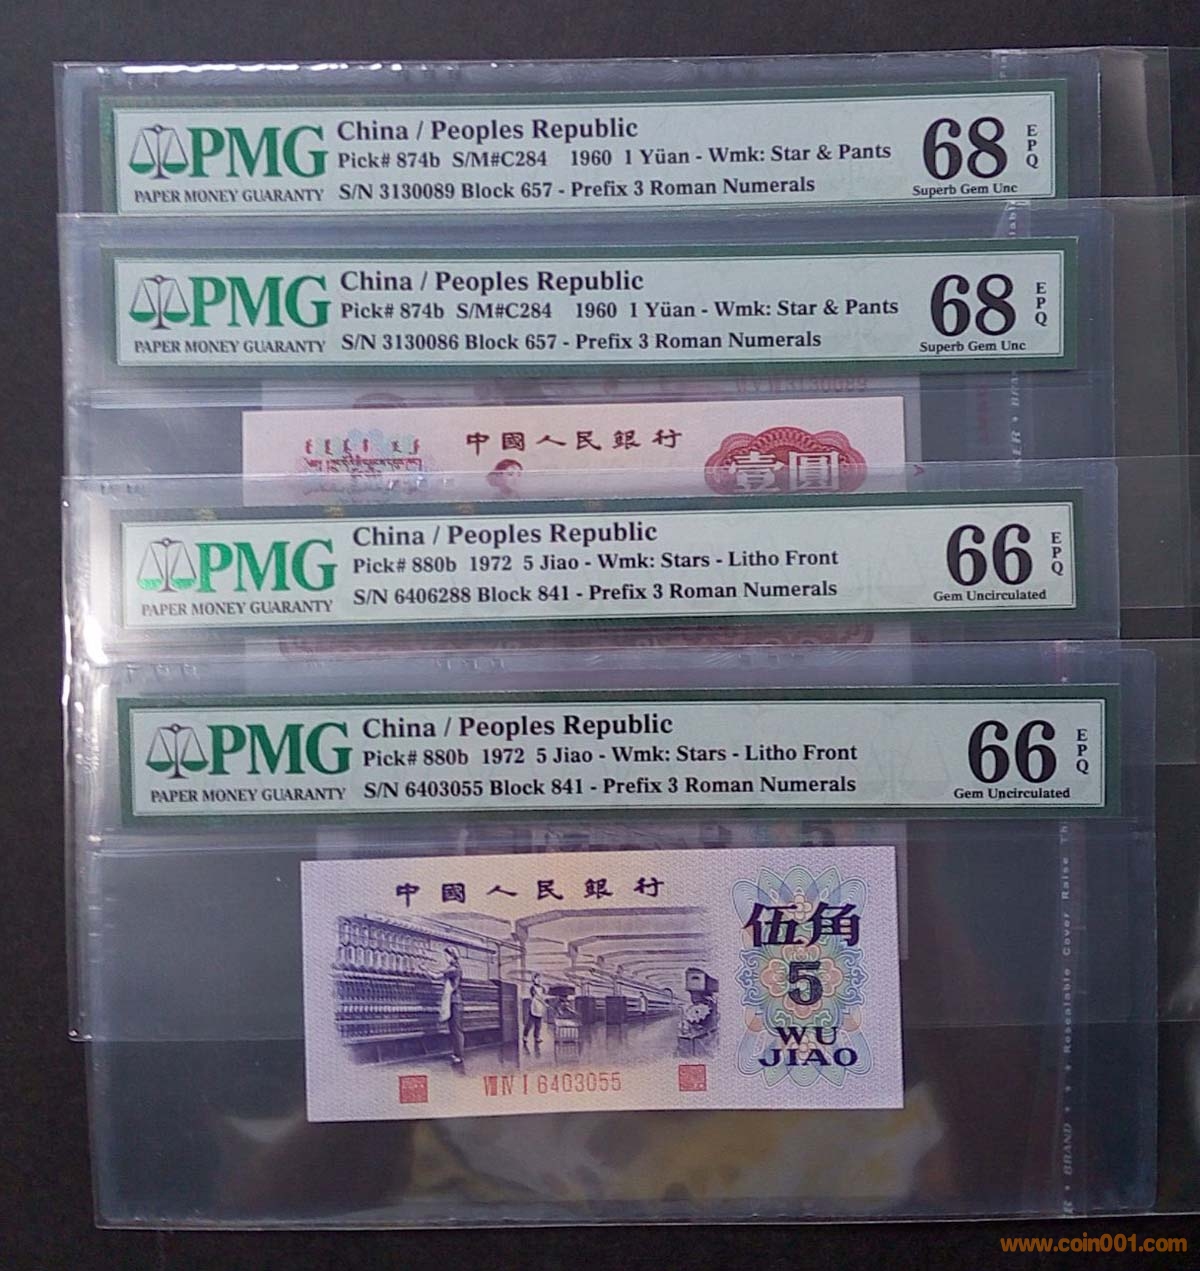 PMG
PAPER MONEY GUARANTY
China / Peoples Republic
Pick# 874b S/M#C284 1960 1 Yüan - Wmk: Star & Pants
S/N 3130089 Block 657 - Prefix 3 Roman Numerals
68
EPQ
Superb Gem Unc
PMG
PAPER MONEY GUARANTY
China / Peoples Republic
Pick# 874b S/M#C284 1960 1 Yüan - Wmk: Star & Pants
S/N 3130086 Block 657 - Prefix 3 Roman Numerals
68
EPQ
Superb Gem Unc
3130089
中國人民銀行
壹圓
PMG
PAPER MONEY GUARANTY
China / Peoples Republic
Pick# 880b 1972 5 Jiao - Wmk: Stars - Litho Front
S/N 6406288 Block 841 - Prefix 3 Roman Numerals
66
EPQ
Gem Uncirculated
PMG
PAPER MONEY GUARANTY
China / Peoples Republic
Pick# 880b 1972 5 Jiao - Wmk: Stars - Litho Front
S/N 6403055 Block 841 - Prefix 3 Roman Numerals
66
EPQ
Gem Uncirculated
5
中國人民銀行
伍角
5
WU
JIAO
VIII IV I 6403055
BRAND * * * Resealable Cover Raise
www.coin001.com